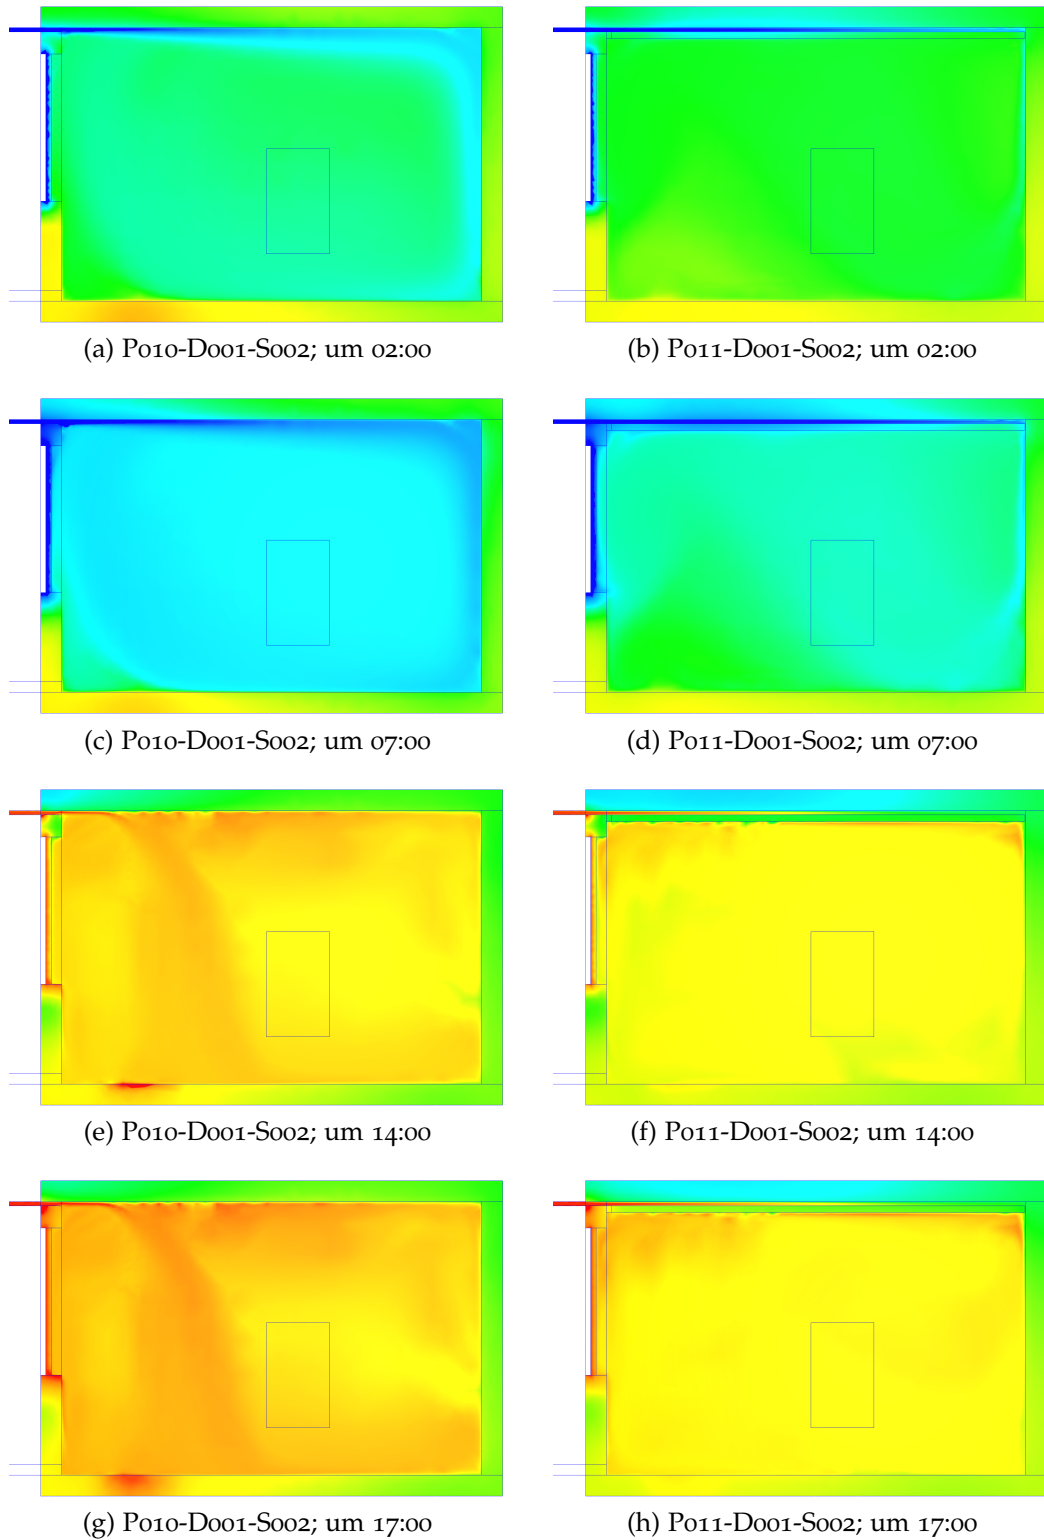 (a) P010-D001-S002; um 02:00
(b) P011-D001-S002; um 02:00
(c) P010-D001-S002; um 07:00
(d) P011-D001-S002; um 07:00
(e) P010-D001-S002; um 14:00
(f) P011-D001-S002; um 14:00
(g) P010-D001-S002; um 17:00
(h) P011-D001-S002; um 17:00